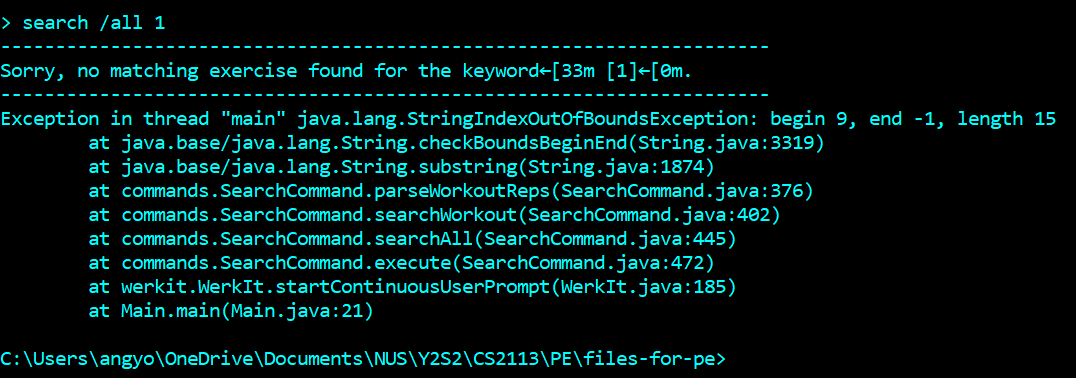 > search /all 1
----------------------------------------------------------------------
Sorry, no matching exercise found for the keyword←[33m [1]←[0m.
----------------------------------------------------------------------
Exception in thread "main" java.lang.StringIndexOutOfBoundsException: begin 9, end -1, length 15
        at java.base/java.lang.String.checkBoundsBeginEnd(String.java:3319)
        at java.base/java.lang.String.substring(String.java:1874)
        at commands.SearchCommand.parseWorkoutReps(SearchCommand.java:376)
        at commands.SearchCommand.searchWorkout(SearchCommand.java:402)
        at commands.SearchCommand.searchAll(SearchCommand.java:445)
        at commands.SearchCommand.execute(SearchCommand.java:472)
        at werkit.WerkIt.startContinuousUserPrompt(WerkIt.java:185)
        at Main.main(Main.java:21)
C:\Users\angyo\OneDrive\Documents\NUS\Y2S2\CS2113\PE\files-for-pe>